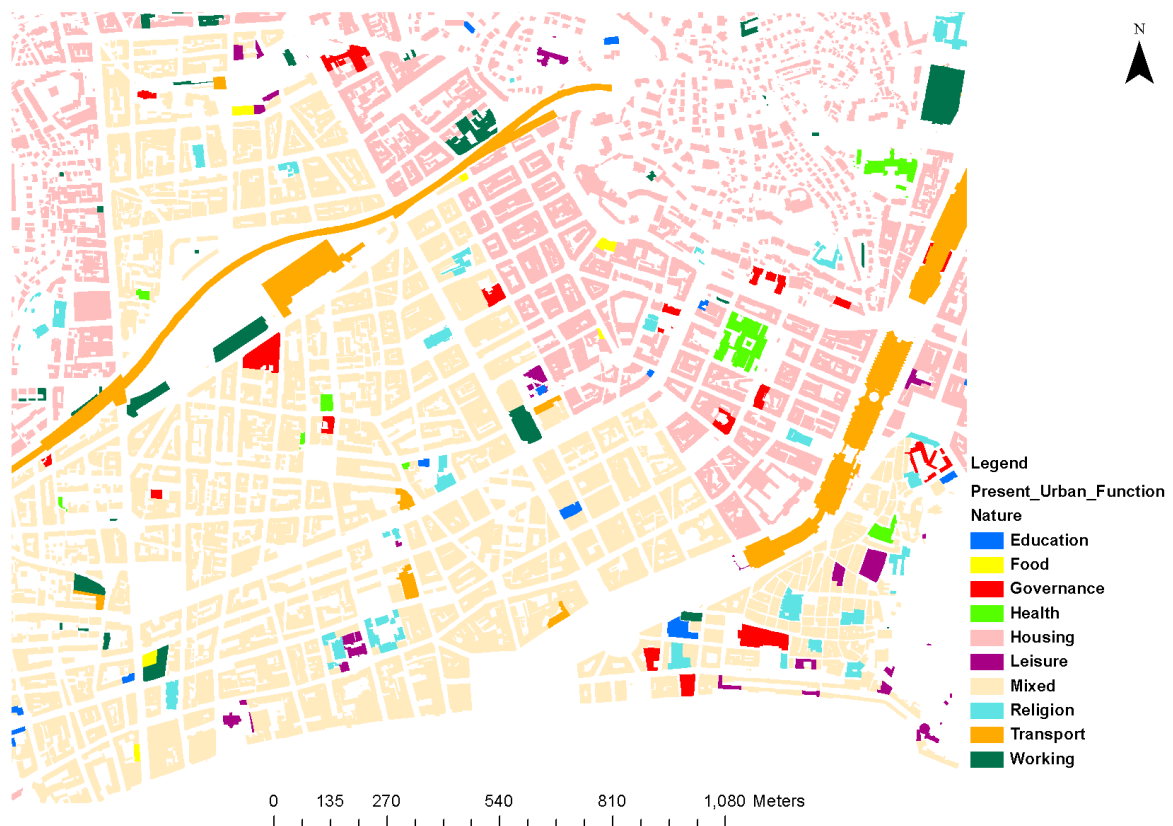 N
Legend
Present_Urban_Function
Nature
Education
Food
Governance
Health
Housing
Leisure
Mixed
Religion
Transport
Working
0 135 270 540 810 1,080 Meters